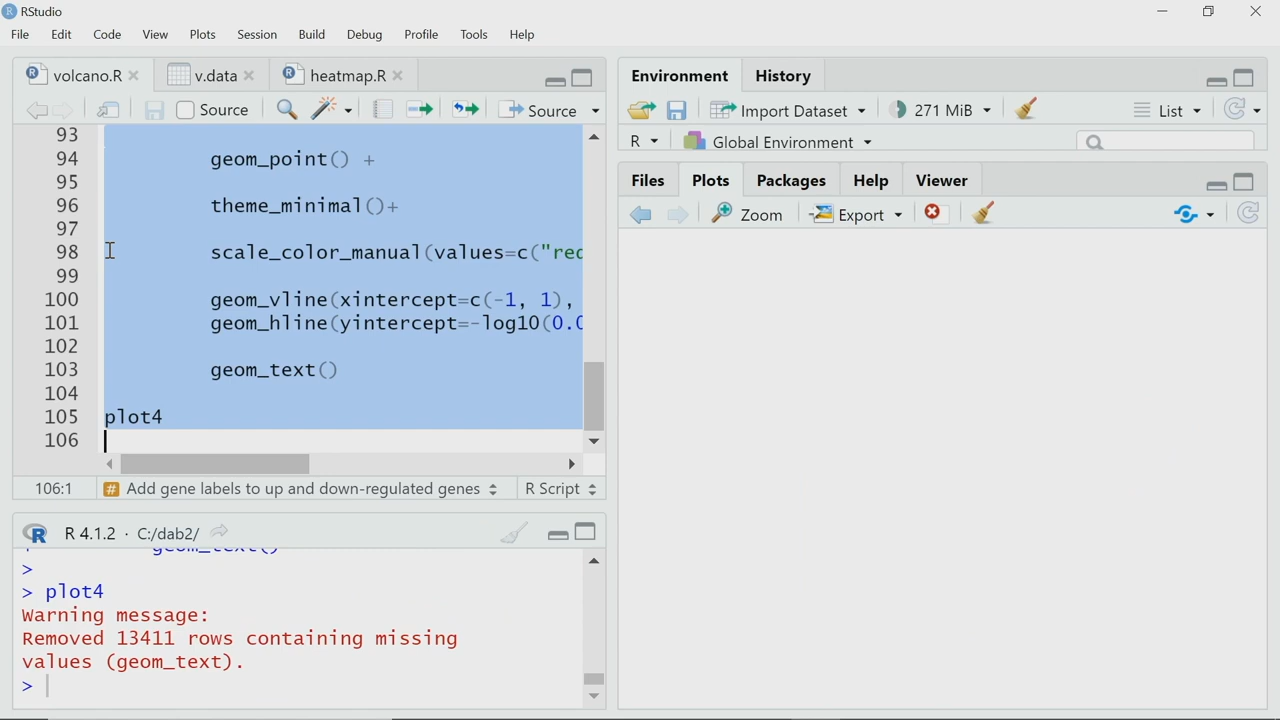 RStudio
File Edit Code View Plots Session Build Debug Profile Tools Help
volcano.R v.data heatmap.R
Source Source
93
94 geom_point() +
95
96 theme_minimal()+
97
98 scale_color_manual(values=c("red
99
100 geom_vline(xintercept=c(-1, 1),
101 geom_hline(yintercept=-log10(0.0
102
103 geom_text()
104
105 plot4
106
106:1 # Add gene labels to up and down-regulated genes R Script
R 4.1.2 · C:/dab2/
+ geom_text()
>
> plot4
Warning message:
Removed 13411 rows containing missing
values (geom_text).
>
Environment History
Import Dataset 271 MiB List
R Global Environment
Files Plots Packages Help Viewer
Zoom Export